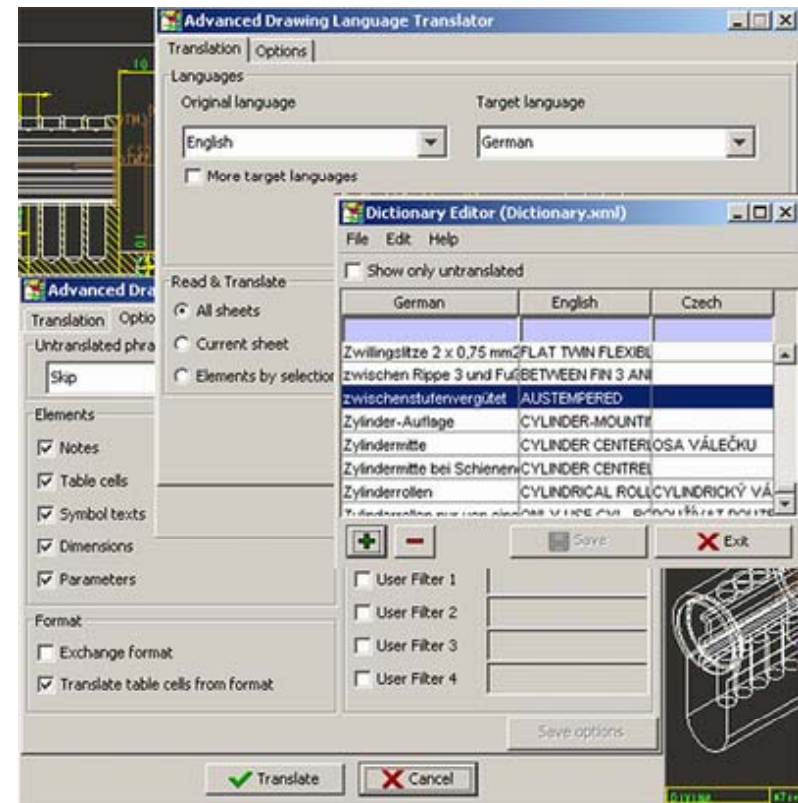 Advanced Drawing Language Translator
Translation Options
Languages
Original language Target language
English German
More target languages
Dictionary Editor (Dictionary.xml)
File Edit Help
Show only untranslated
German English Czech
Zwillingslitze 2 x 0,75 mm2 FLAT TWIN FLEXIBL
zwischen Rippe 3 und Fuß BETWEEN FIN 3 AN
zwischenstufenvergütet AUSTEMPERED
Zylinder-Auflage CYLINDER-MOUNTI
Zylindermitte CYLINDER CENTERL OSA VÁLEČKU
Zylindermitte bei Schienen CYLINDER CENTREL
Zylinderrollen CYLINDRICAL ROLL CYLINDRICKÝ VÁ
Save Exit
Read & Translate
All sheets
Current sheet
Elements by selection
Advanced Dra
Translation Optio
Untranslated phra
Skip
Elements
Notes
Table cells
Symbol texts
Dimensions
Parameters
Format
Exchange format
Translate table cells from format
User Filter 1
User Filter 2
User Filter 3
User Filter 4
Save options
Translate Cancel
10
10